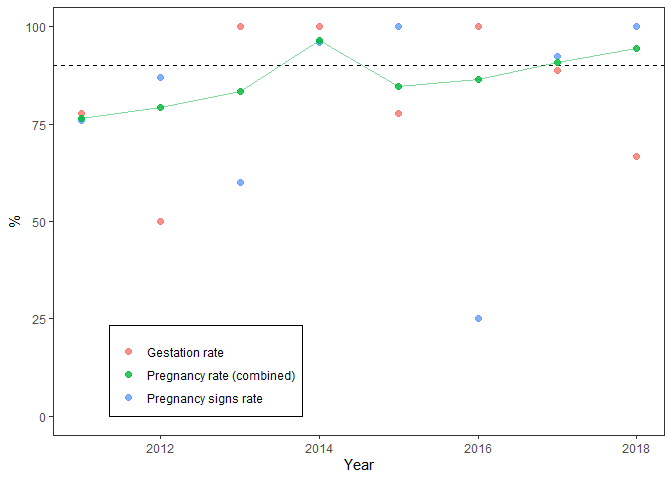 100
75
50
25
0
%
Gestation rate
Pregnancy rate (combined)
Pregnancy signs rate
2012 2014 2016 2018
Year